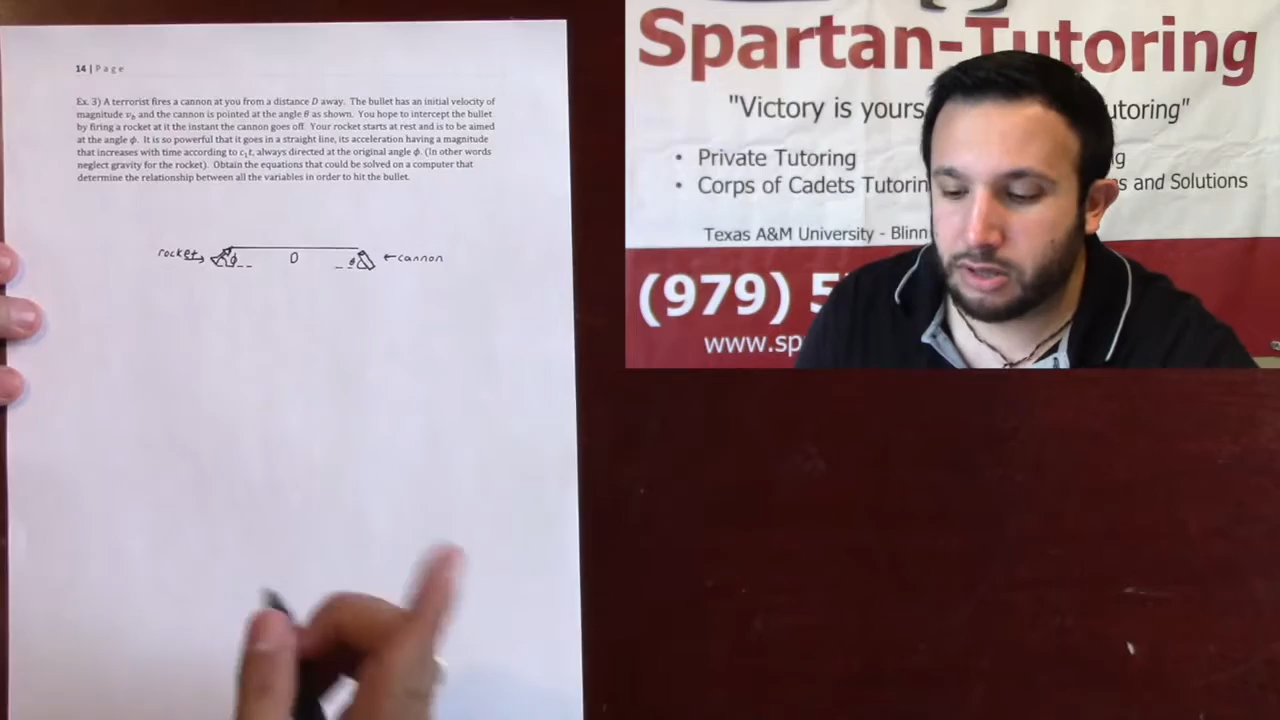 14 | Page
Ex. 3) A terrorist fires a cannon at you from a distance D away. The bullet has an initial velocity of
magnitude v₀ and the cannon is pointed at the angle θ as shown. You hope to intercept the bullet
by firing a rocket at it the instant the cannon goes off. Your rocket starts at rest and is to be aimed
at the angle ϕ. It is so powerful that it goes in a straight line, its acceleration having a magnitude
that increases with time according to c₁t, always directed at the original angle ϕ. (In other words
neglect gravity for the rocket). Obtain the equations that could be solved on a computer that
determine the relationship between all the variables in order to hit the bullet.
rocket
ϕ
D
θ
cannon
Spartan-Tutoring
"Victory is yours
utoring"
• Private Tutoring
• Corps of Cadets
and Solutions
Texas A&M University - Blinn
(979) 5
www.sp